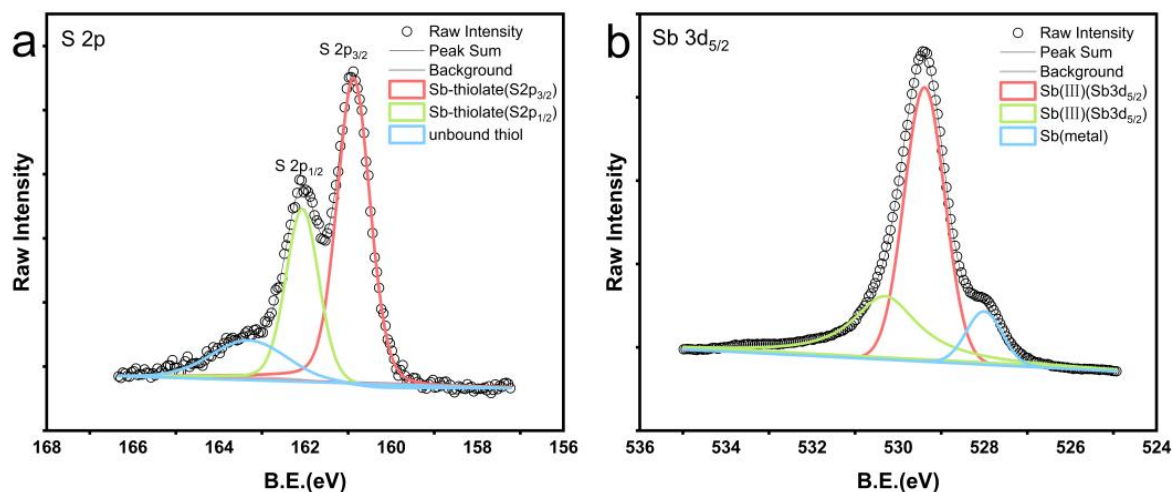 a
S 2p
S 2p3/2
S 2p1/2
Raw Intensity
Peak Sum
Background
Sb-thiolate(S2p3/2)
Sb-thiolate(S2p1/2)
unbound thiol
Raw Intensity
168 166 164 162 160 158 156
B.E.(eV)
b
Sb 3d5/2
Raw Intensity
Peak Sum
Background
Sb(III)(Sb3d5/2)
Sb(III)(Sb3d5/2)
Sb(metal)
Raw Intensity
536 534 532 530 528 526 524
B.E.(eV)